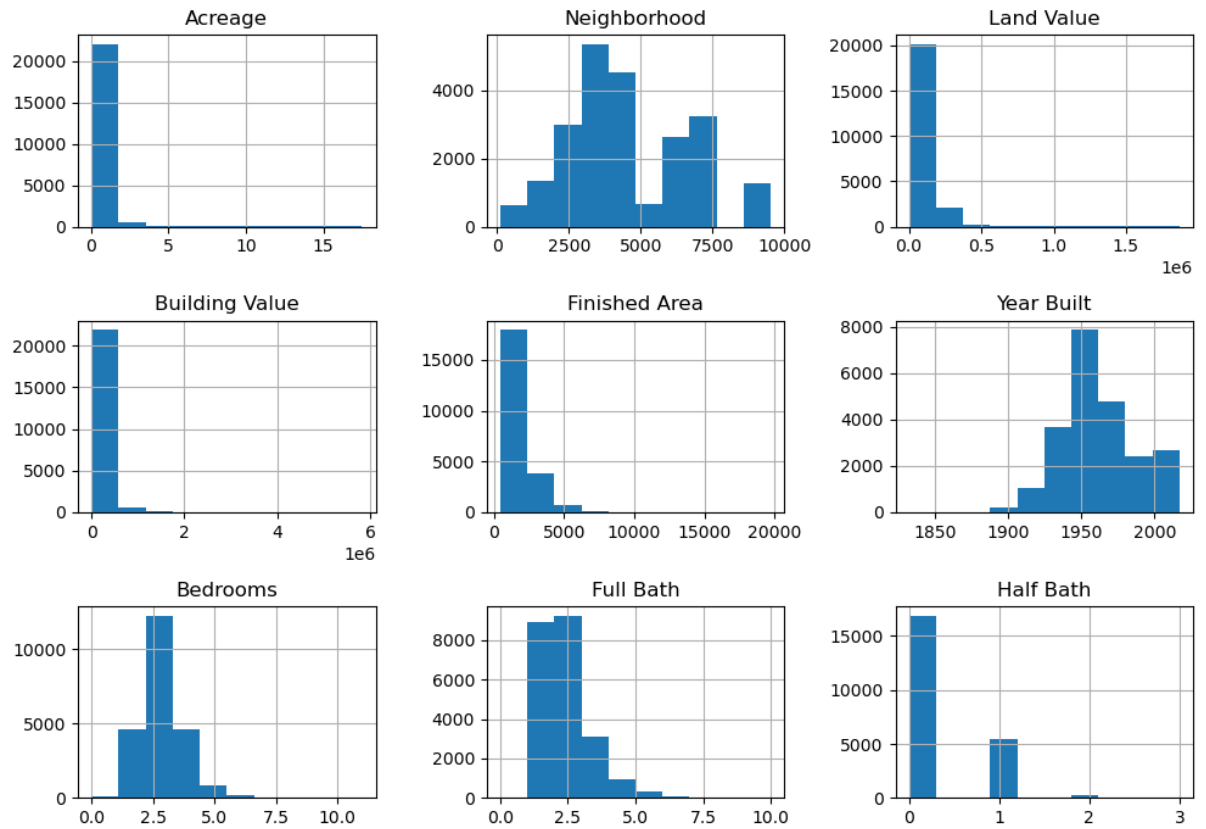 Acreage Neighborhood Land Value
20000 15000 10000 5000 0
0 5 10 15
4000 2000 0
0 2500 5000 7500 10000
20000 15000 10000 5000 0
0.0 0.5 1.0 1.5
1e6
Building Value Finished Area Year Built
20000 15000 10000 5000 0
0 2 4 6
1e6
15000 10000 5000 0
0 5000 10000 15000 20000
8000 6000 4000 2000 0
1850 1900 1950 2000
Bedrooms Full Bath Half Bath
10000 5000 0
0.0 2.5 5.0 7.5 10.0
8000 6000 4000 2000 0
0.0 2.5 5.0 7.5 10.0
15000 10000 5000 0
0 1 2 3